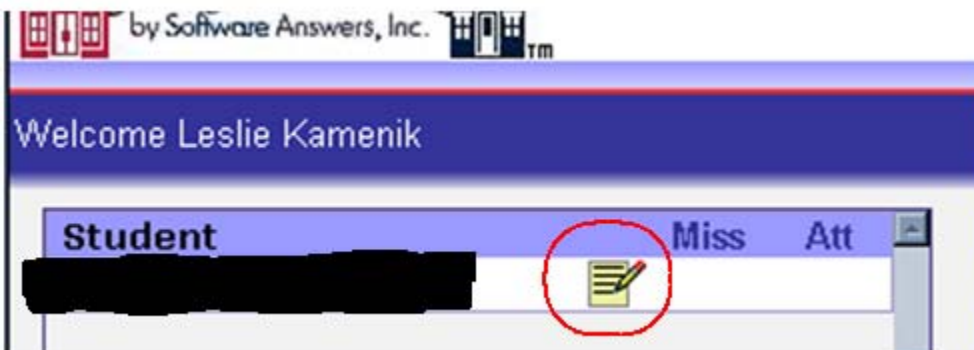 by Software Answers, Inc. TM
Welcome Leslie Kamenik
Student Miss Att